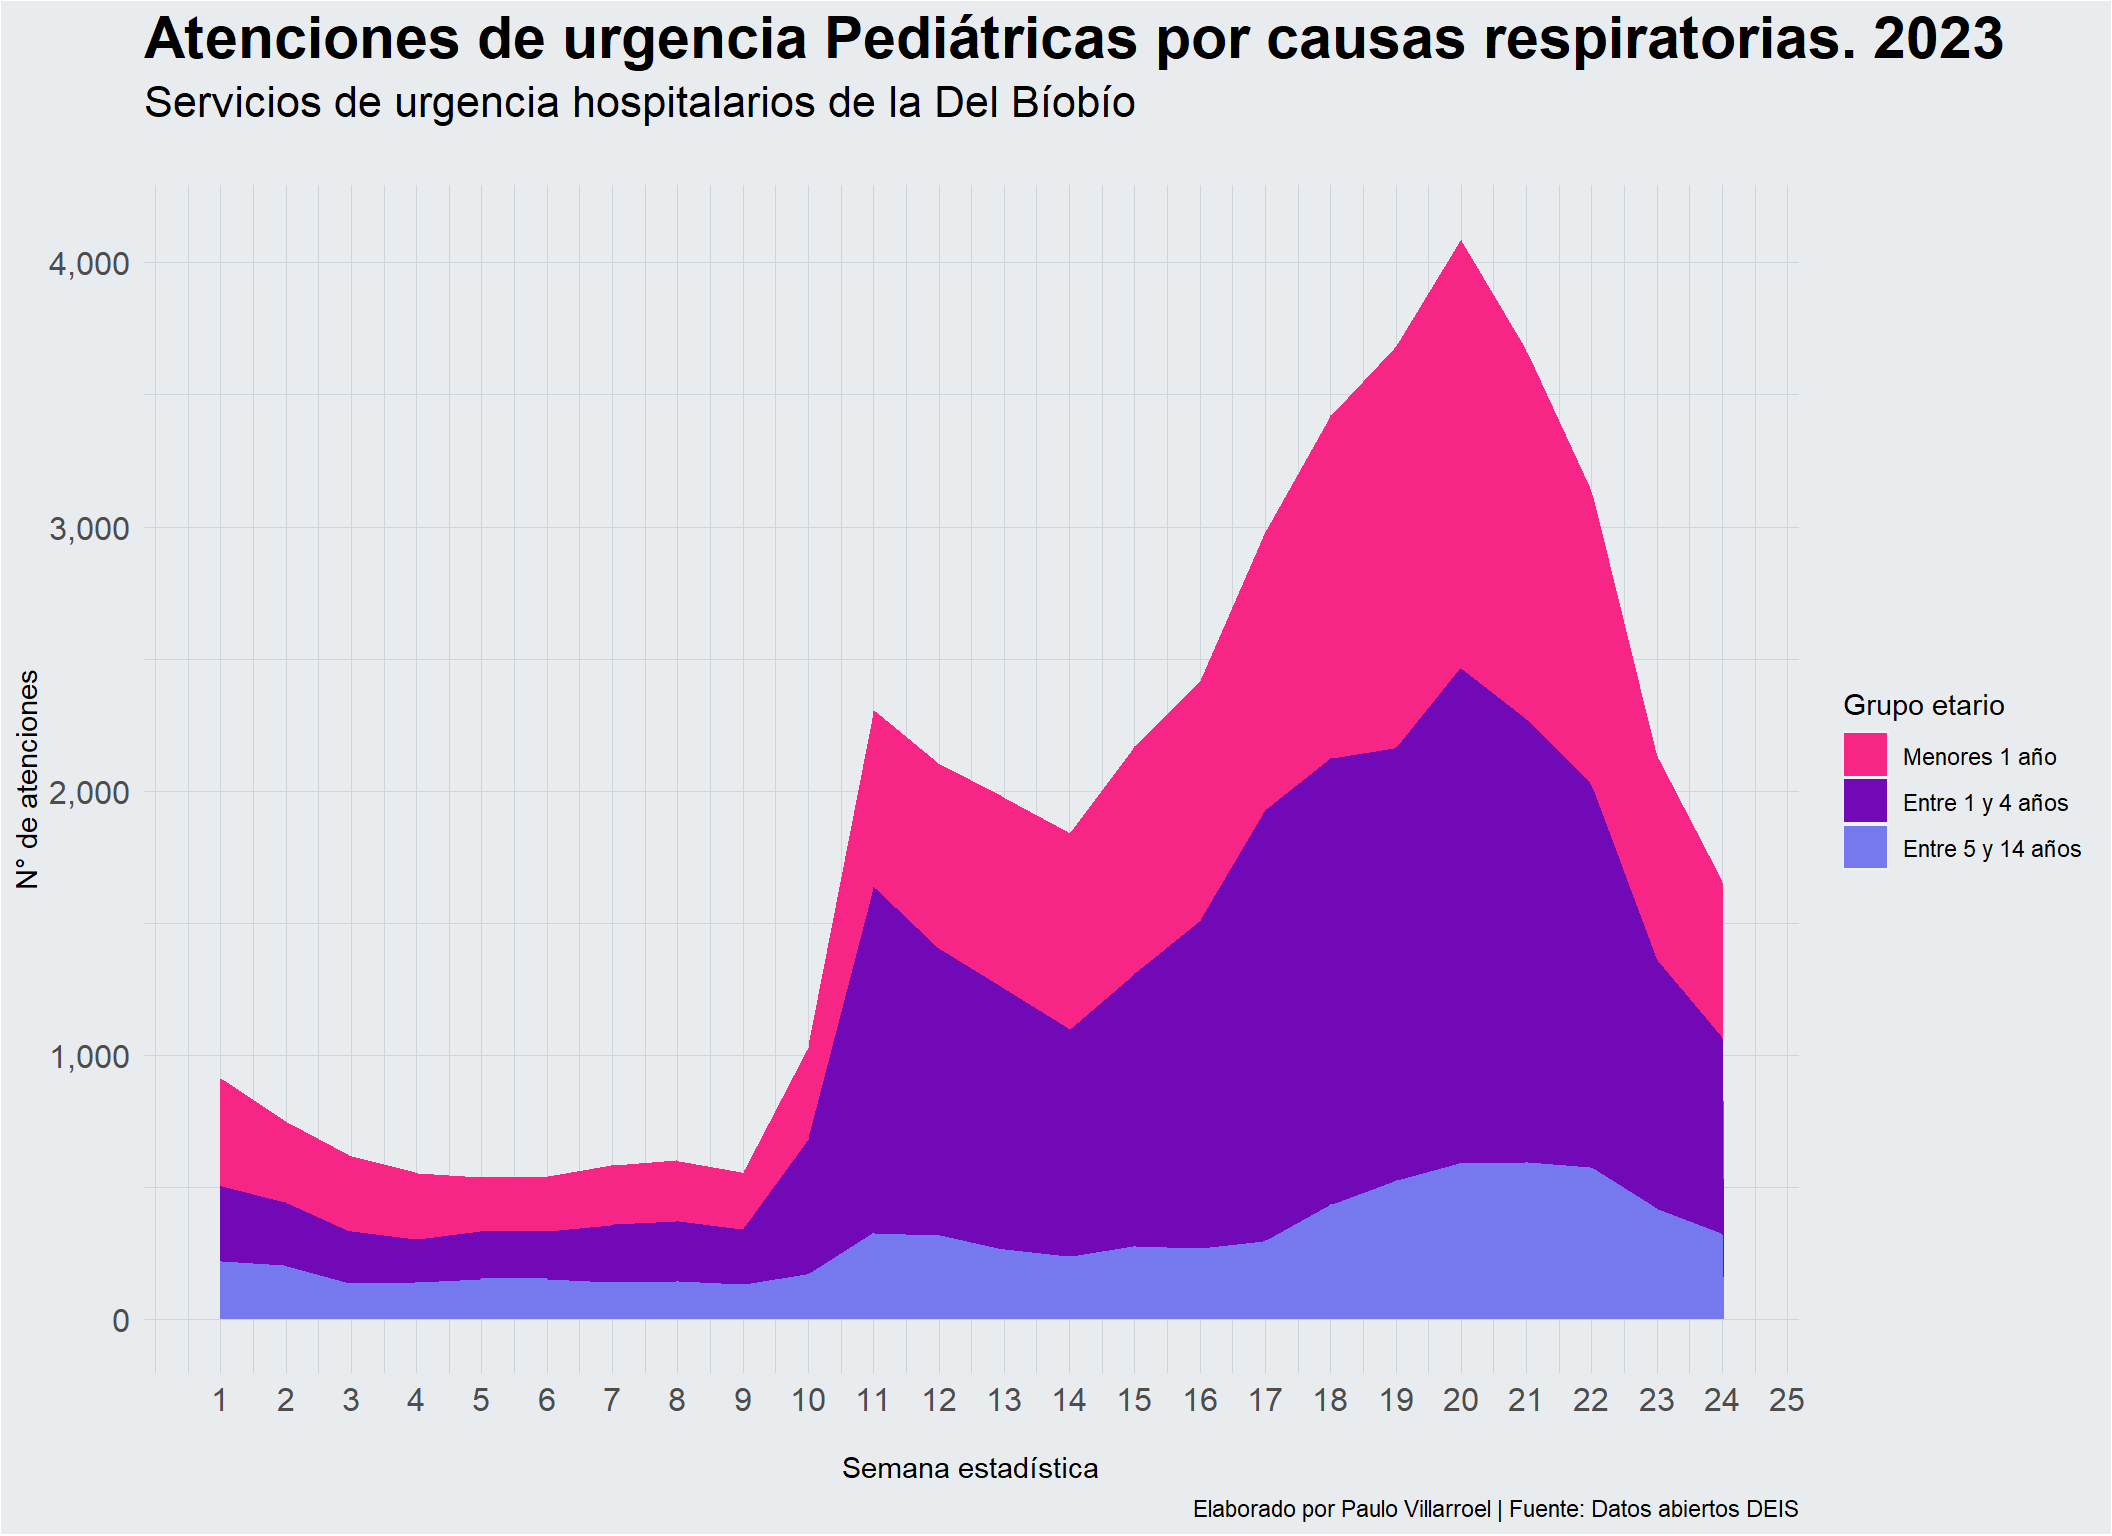 Atenciones de urgencia Pediátricas por causas respiratorias. 2023
Servicios de urgencia hospitalarios de la Del Bíobío
4,000
3,000
2,000
1,000
0
N° de atenciones
1 2 3 4 5 6 7 8 9 10 11 12 13 14 15 16 17 18 19 20 21 22 23 24 25
Semana estadística
Grupo etario
Menores 1 año
Entre 1 y 4 años
Entre 5 y 14 años
Elaborado por Paulo Villarroel | Fuente: Datos abiertos DEIS